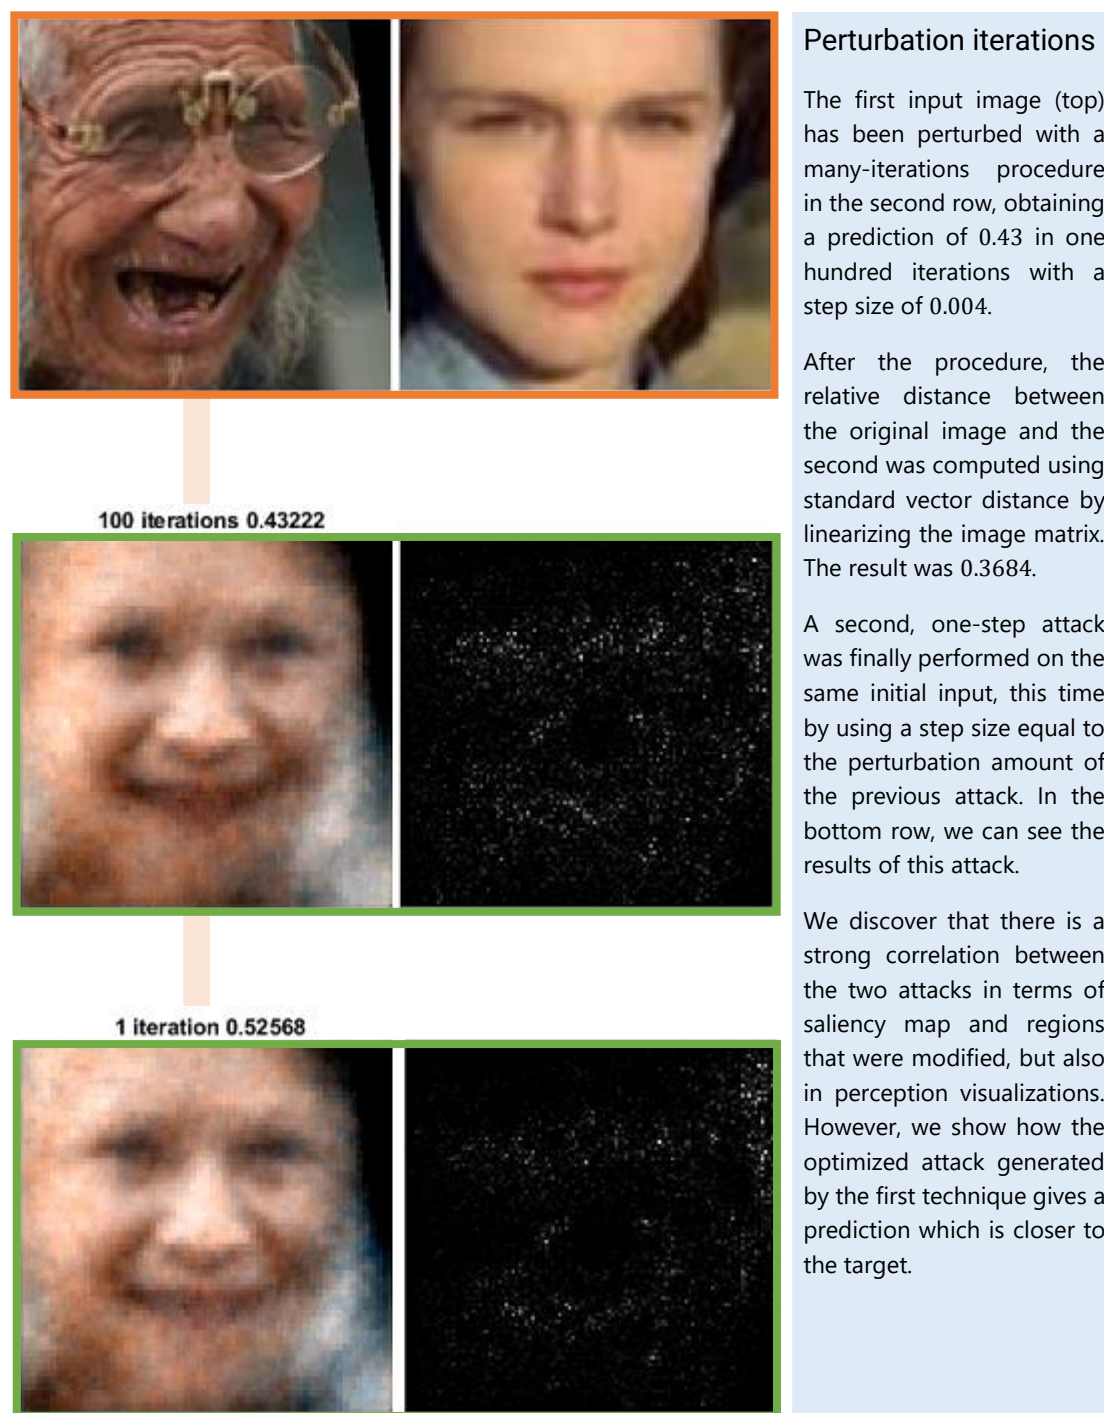 Perturbation iterations
The first input image (top)
has been perturbed with a
many-iterations procedure
in the second row, obtaining
a prediction of 0.43 in one
hundred iterations with a
step size of 0.004.
After the procedure, the
relative distance between
the original image and the
second was computed using
standard vector distance by
linearizing the image matrix.
The result was 0.3684.
A second, one-step attack
was finally performed on the
same initial input, this time
by using a step size equal to
the perturbation amount of
the previous attack. In the
bottom row, we can see the
results of this attack.
We discover that there is a
strong correlation between
the two attacks in terms of
saliency map and regions
that were modified, but also
in perception visualizations.
However, we show how the
optimized attack generated
by the first technique gives a
prediction which is closer to
the target.
100 iterations 0.43222
1 iteration 0.52568